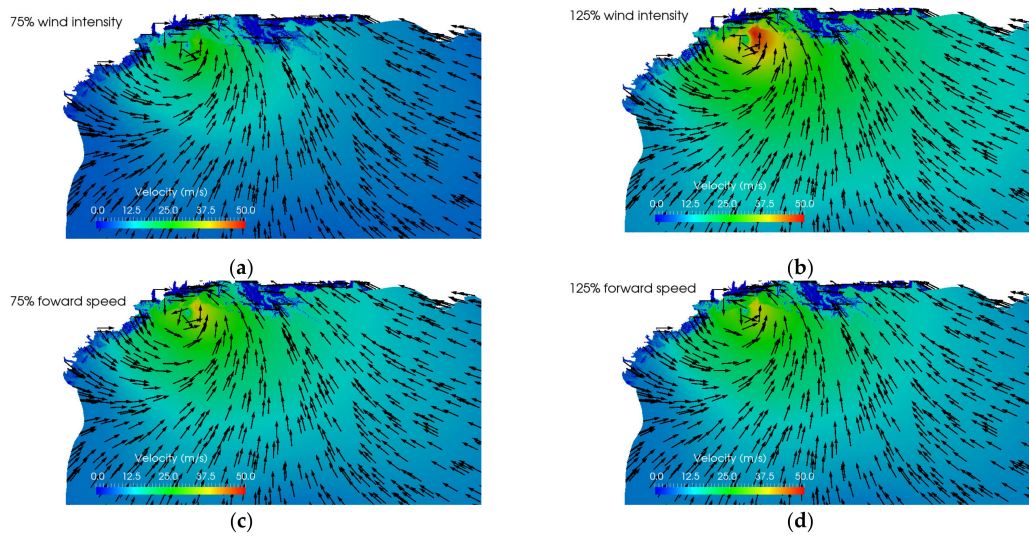 75% wind intensity
Velocity (m/s)
0.0 12.5 25.0 37.5 50.0
(a)
125% wind intensity
Velocity (m/s)
0.0 12.5 25.0 37.5 50.0
(b)
75% foward speed
Velocity (m/s)
0.0 12.5 25.0 37.5 50.0
(c)
125% forward speed
Velocity (m/s)
0.0 12.5 25.0 37.5 50.0
(d)